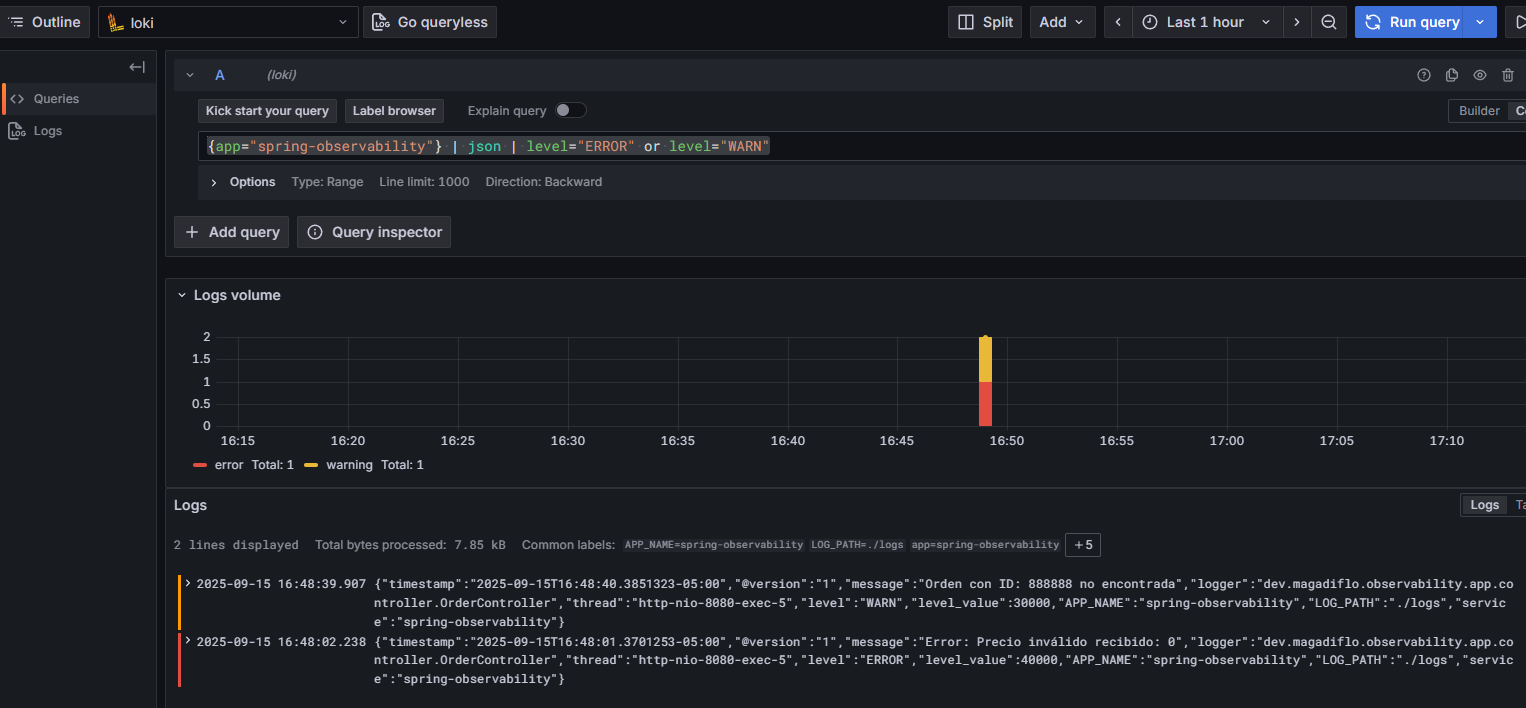 Outline loki Go queryless Split Add Last 1 hour Run query
Queries
Logs
A (loki)
Kick start your query Label browser Explain query Builder
{app="spring-observability"} | json | level="ERROR" or level="WARN"
Options Type: Range Line limit: 1000 Direction: Backward
+ Add query Query inspector
Logs volume
2
1.5
1
0.5
0
16:15 16:20 16:25 16:30 16:35 16:40 16:45 16:50 16:55 17:00 17:05 17:10
error Total: 1 warning Total: 1
Logs Logs
2 lines displayed Total bytes processed: 7.85 kB Common labels: APP_NAME=spring-observability LOG_PATH=./logs app=spring-observability +5
2025-09-15 16:48:39.907 {"timestamp":"2025-09-15T16:48:40.3851323-05:00","@version":"1","message":"Orden con ID: 888888 no encontrada","logger":"dev.magadiflo.observability.app.co
ntroller.OrderController","thread":"http-nio-8080-exec-5","level":"WARN","level_value":30000,"APP_NAME":"spring-observability","LOG_PATH":"./logs","servic
e":"spring-observability"}
2025-09-15 16:48:02.238 {"timestamp":"2025-09-15T16:48:01.3701253-05:00","@version":"1","message":"Error: Precio inválido recibido: 0","logger":"dev.magadiflo.observability.app.co
ntroller.OrderController","thread":"http-nio-8080-exec-5","level":"ERROR","level_value":40000,"APP_NAME":"spring-observability","LOG_PATH":"./logs","servic
e":"spring-observability"}